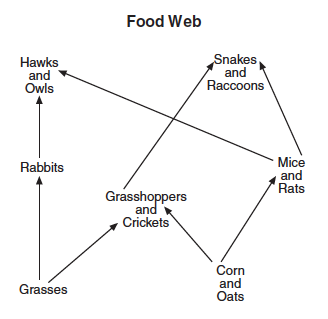 Food Web
Hawks
and
Owls
Snakes
and
Raccoons
Rabbits
Mice
and
Rats
Grasshoppers
and
Crickets
Grasses
Corn
and
Oats